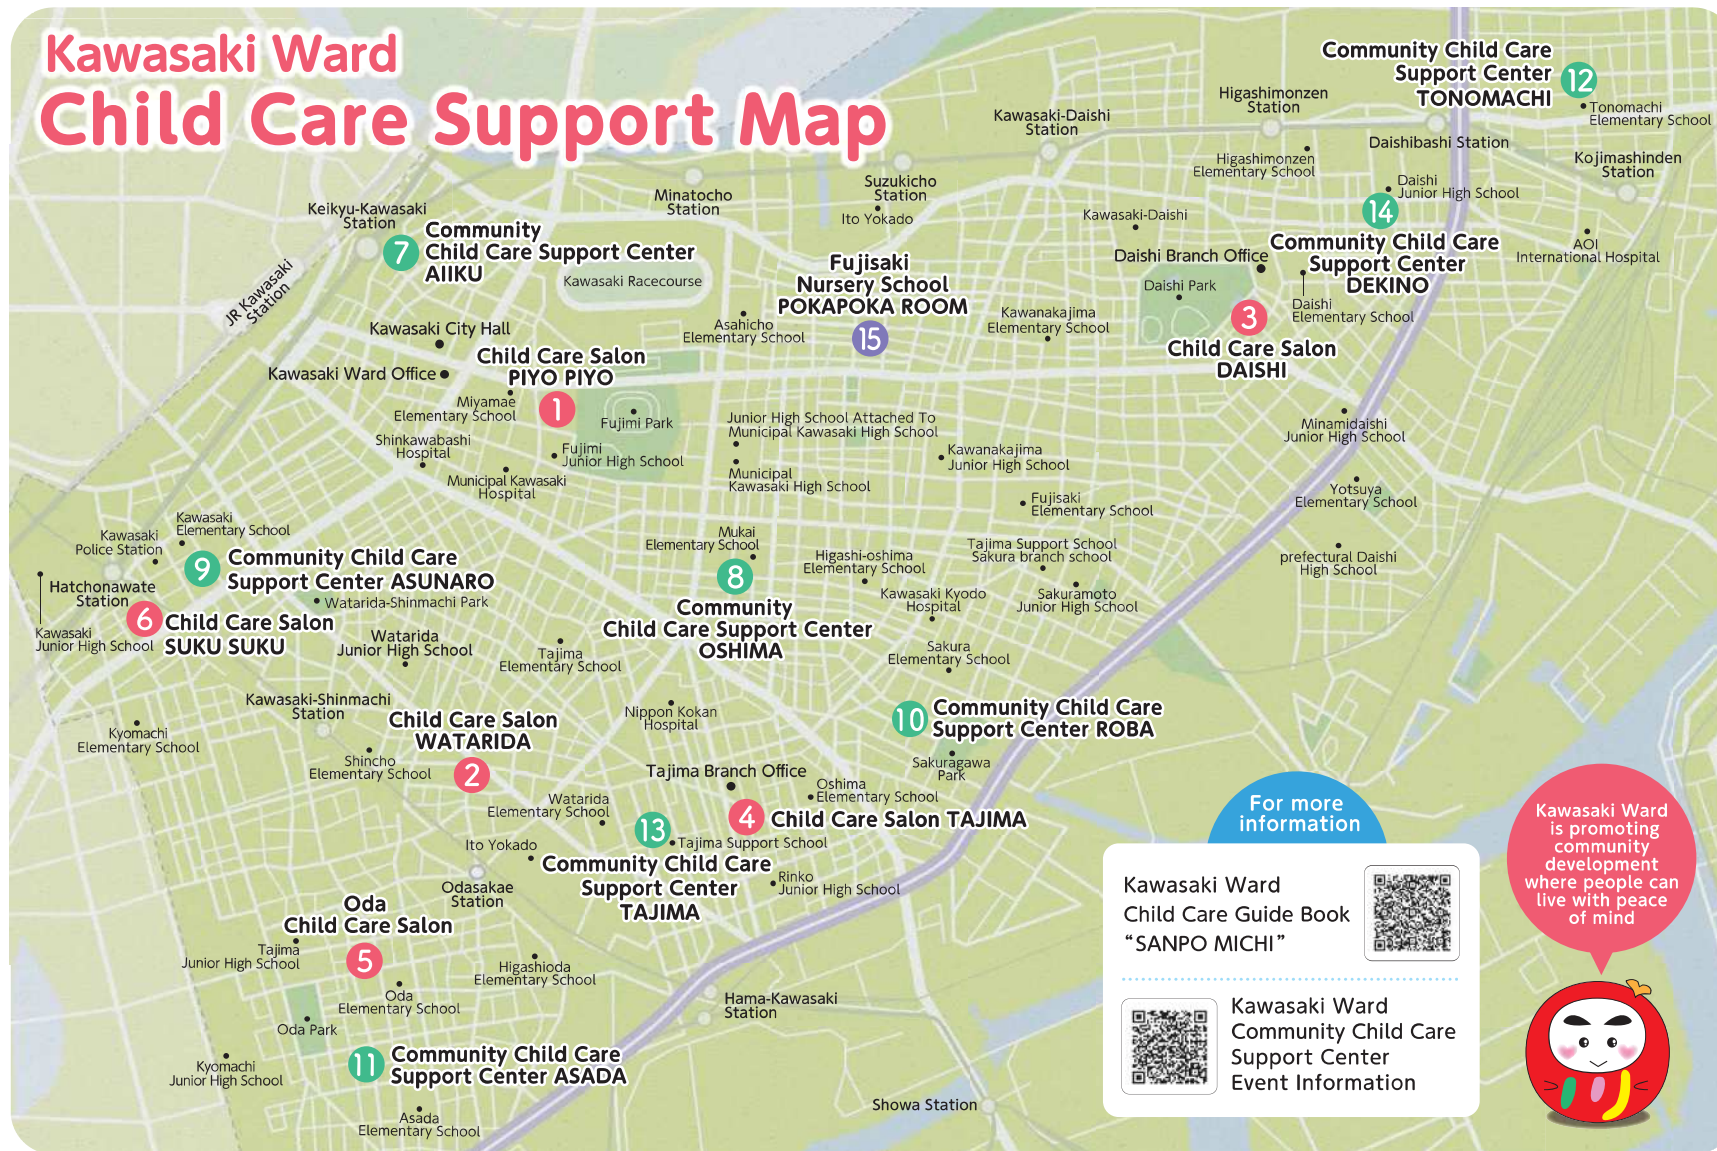 Kawasaki Ward
Child Care Support Map
Community Child Care
Support Center
TONOMACHI
12
Tonomachi
Elementary School
Higashimonzen
Station
Kawasaki-Daishi
Station
Daishibashi Station
Kojimashinden
Station
Higashimonzen
Elementary School
Daishi
Junior High School
14
Community Child Care
Support Center
DEKINO
AOI
International Hospital
Minatocho
Station
Suzukicho
Station
Ito Yokado
Kawasaki-Daishi
Daishi Branch Office
Daishi Park
Daishi
Elementary School
3
Child Care Salon
DAISHI
Keikyu-Kawasaki
Station
7
Community
Child Care Support Center
AIIKU
JR Kawasaki
Station
Kawasaki Racecourse
Fujisaki
Nursery School
POKAPOKA ROOM
15
Asahicho
Elementary School
Kawanakajima
Elementary School
Kawasaki City Hall
Kawasaki Ward Office
Child Care Salon
PIYO PIYO
1
Miyamae
Elementary School
Fujimi Park
Shinkawabashi
Hospital
Fujimi
Junior High School
Municipal Kawasaki
Hospital
Junior High School Attached To
Municipal Kawasaki High School
Municipal
Kawasaki High School
Kawanakajima
Junior High School
Minamidaishi
Junior High School
Yotsuya
Elementary School
Fujisaki
Elementary School
prefectural Daishi
High School
Kawasaki
Elementary School
Kawasaki
Police Station
9
Community Child Care
Support Center ASUNARO
Hatchonawate
Station
Watarida-Shinmachi Park
6
Child Care Salon
SUKU SUKU
Kawasaki
Junior High School
Mukai
Elementary School
8
Community
Child Care Support Center
OSHIMA
Higashi-oshima
Elementary School
Tajima Support School
Sakura branch school
Kawasaki Kyodo
Hospital
Sakuramoto
Junior High School
Sakura
Elementary School
Watarida
Junior High School
Tajima
Elementary School
Kawasaki-Shinmachi
Station
Kyomachi
Elementary School
Child Care Salon
WATARIDA
2
Shincho
Elementary School
Nippon Kokan
Hospital
10
Community Child Care
Support Center ROBA
Sakuragawa
Park
Tajima Branch Office
Oshima
Elementary School
4
Child Care Salon TAJIMA
Watarida
Elementary School
13
Tajima Support School
Community Child Care
Support Center
TAJIMA
Rinko
Junior High School
Ito Yokado
Odasakae
Station
Oda
Child Care Salon
5
Tajima
Junior High School
Oda
Elementary School
Higashioda
Elementary School
Oda Park
Kyomachi
Junior High School
11
Community Child Care
Support Center ASADA
Asada
Elementary School
Hama-Kawasaki
Station
Showa Station
For more
information
Kawasaki Ward
Child Care Guide Book
“SANPO MICHI”
Kawasaki Ward
Community Child Care
Support Center
Event Information
Kawasaki Ward
is promoting
community
development
where people can
live with peace
of mind